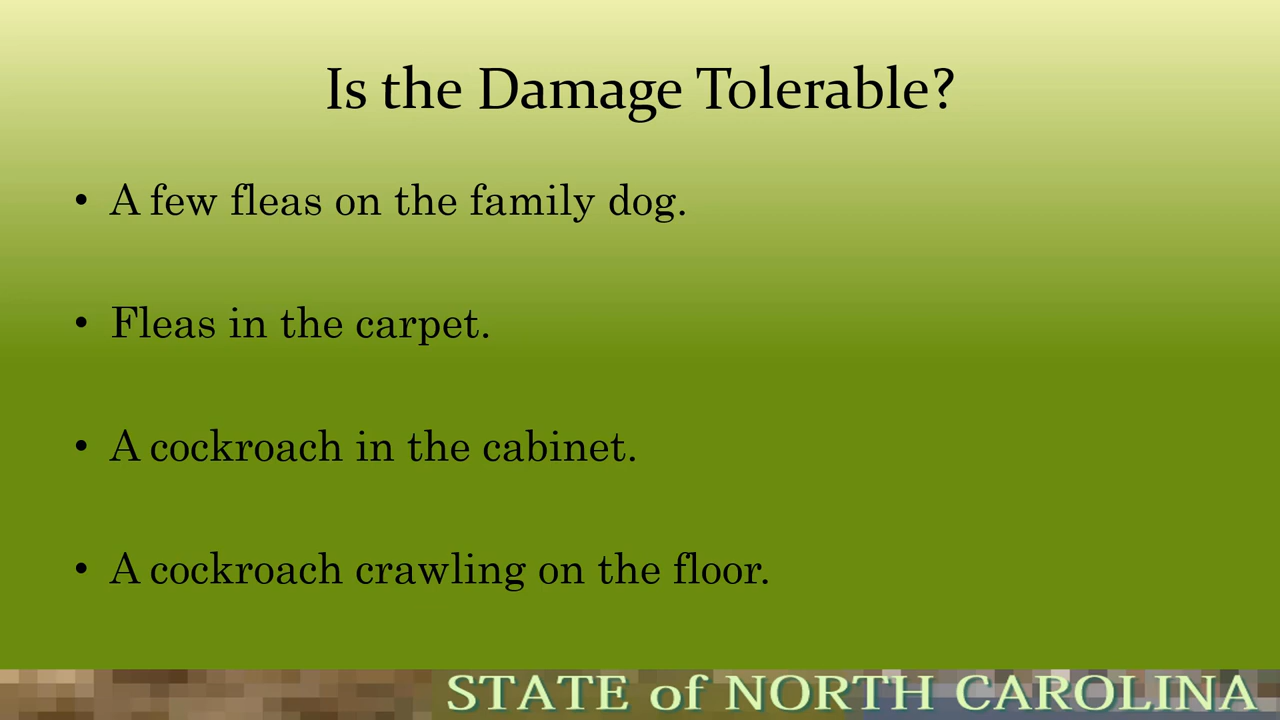 Is the Damage Tolerable?
• A few fleas on the family dog.
• Fleas in the carpet.
• A cockroach in the cabinet.
• A cockroach crawling on the floor.
STATE of NORTH CAROLINA